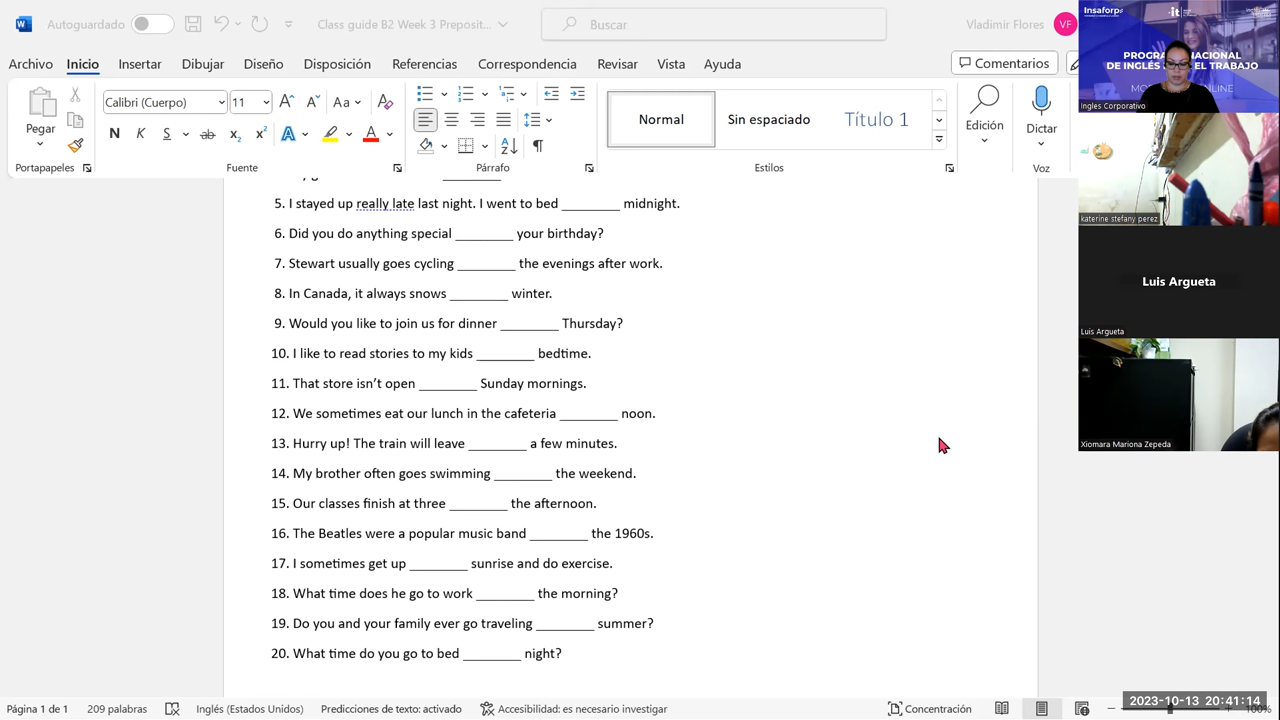 Autoguardado
Class guide 02: Week 3 Preposit...
Buscar
Vladimir Flores
VF
Archivo
Inicio
Insertar
Dibujar
Diseño
Disposición
Referencias
Correspondencia
Revisar
Vista
Ayuda
Comentarios
Pegar
Calibri (Cuerpo)
11
Normal
Sin espaciado
Título 1
Edición
Dictar
Portapapeles
Fuente
Párrafo
Estilos
Voz
5. I stayed up really late last night. I went to bed ________ midnight.
6. Did you do anything special ________ your birthday?
7. Stewart usually goes cycling ________ the evenings after work.
8. In Canada, it always snows ________ winter.
9. Would you like to join us for dinner ________ Thursday?
10. I like to read stories to my kids ________ bedtime.
11. That store isn’t open ________ Sunday mornings.
12. We sometimes eat our lunch in the cafeteria ________ noon.
13. Hurry up! The train will leave ________ a few minutes.
14. My brother often goes swimming ________ the weekend.
15. Our classes finish at three ________ the afternoon.
16. The Beatles were a popular music band ________ the 1960s.
17. I sometimes get up ________ sunrise and do exercise.
18. What time does he go to work ________ the morning?
19. Do you and your family ever go traveling ________ summer?
20. What time do you go to bed ________ night?
Insaforp
Ingles Corporativo
katerine stefany perez
Luis Argueta
Luis Argueta
Xiomara Mariona Zepeda
Página 1 de 1
209 palabras
Inglés (Estados Unidos)
Predicciones de texto: activado
Accesibilidad: es necesario investigar
Concentración
100%
2023-10-13 20:41:14